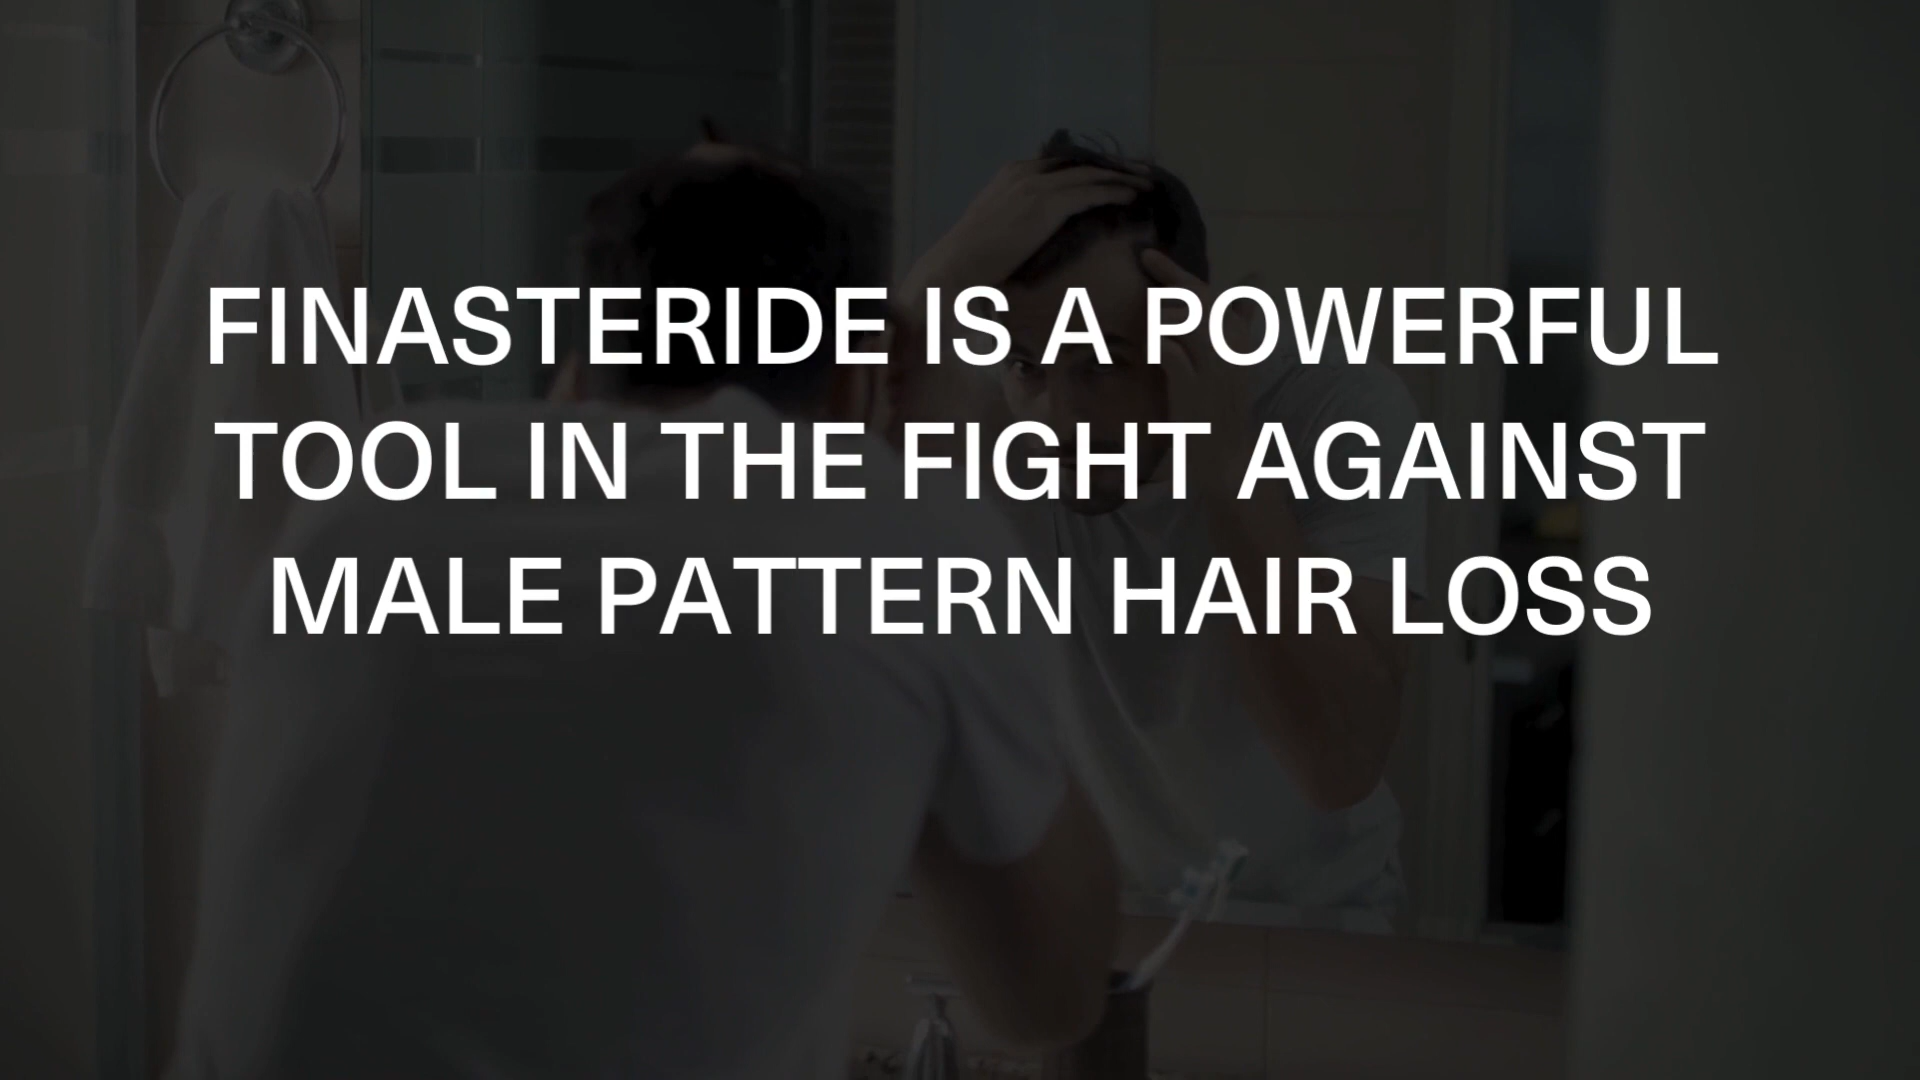 FINASTERIDE IS A POWERFUL
TOOL IN THE FIGHT AGAINST
MALE PATTERN HAIR LOSS